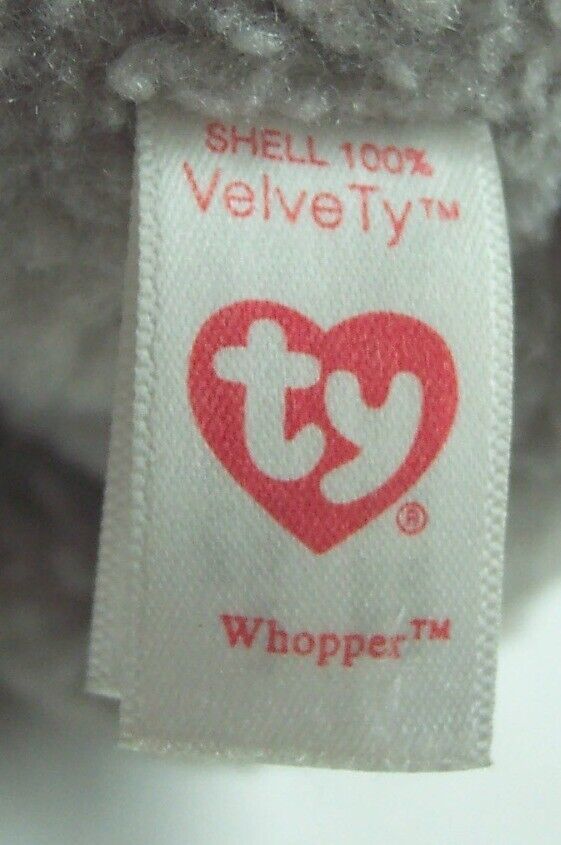 SHELL 100%
VelveTy™
ty®
Whopper™